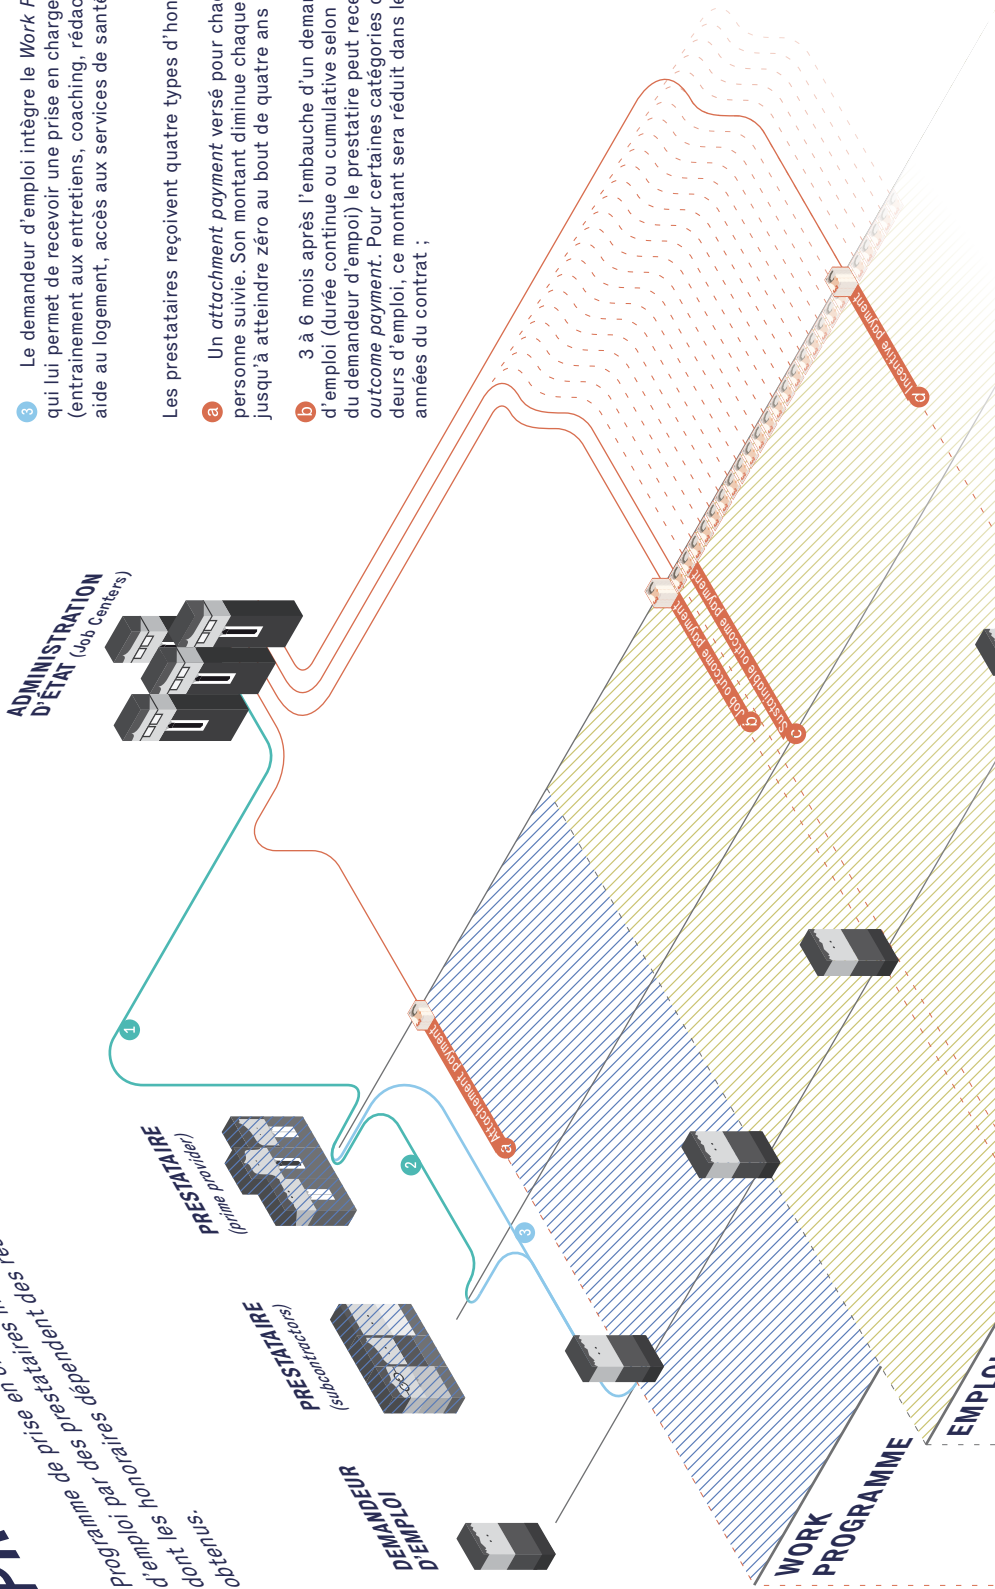 Programme de prise en
d'emploi par des prestataires
dont les honoraires dépendent des
obtenus.
3 Le demandeur d'emploi intègre le Work
qui lui permet de recevoir une prise en charge
(entrainement aux entretiens, coaching, rédac
aide au logement, accès aux services de santé
Les prestataires reçoivent quatre types d'hon
a Un attachment payment versé pour chaq
personne suivie. Son montant diminue chaque
jusqu'à atteindre zéro au bout de quatre ans
b 3 à 6 mois après l'embauche d'un deman
d'emploi (durée continue ou cumulative selon
du demandeur d'empoi) le prestatire peut rece
outcome payment. Pour certaines catégories d
deurs d'emploi, ce montant sera réduit dans le
années du contrat ;
ADMINISTRATION
D'ÉTAT (Job Centers)
PRESTATAIRE
(prime provider)
PRESTATAIRE
(subcontractors)
DEMANDEUR
D'EMPLOI
1
2
3
a Attachement payment
b Job outcome payment
c Sustainable outcome payment
d Incentive payment
WORK
PROGRAMME
EMPLOI